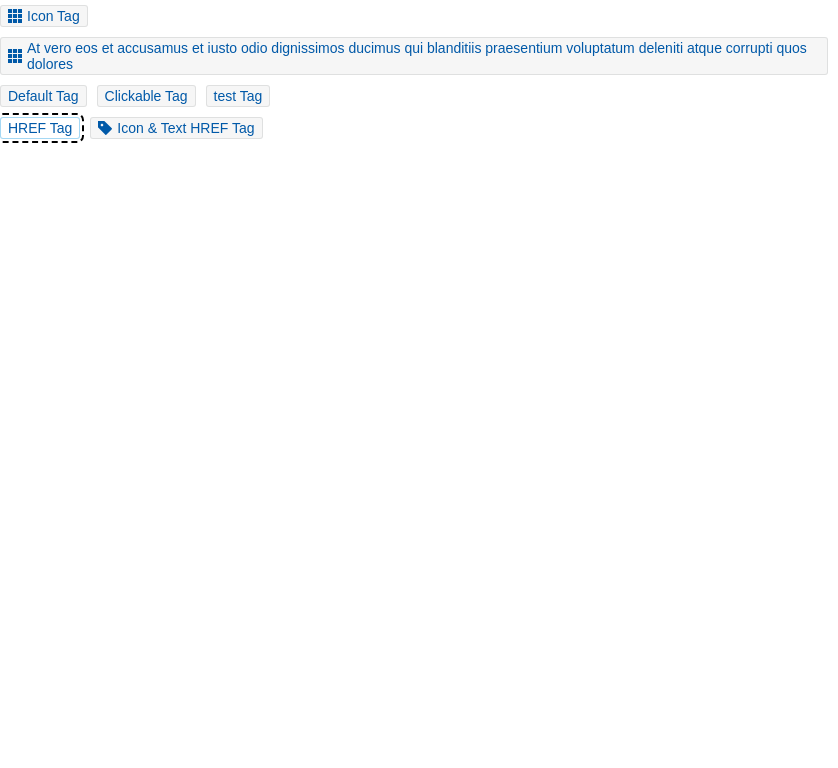 Icon Tag
At vero eos et accusamus et iusto odio dignissimos ducimus qui blanditiis praesentium voluptatum deleniti atque corrupti quos
dolores
Default Tag Clickable Tag test Tag
HREF Tag Icon & Text HREF Tag